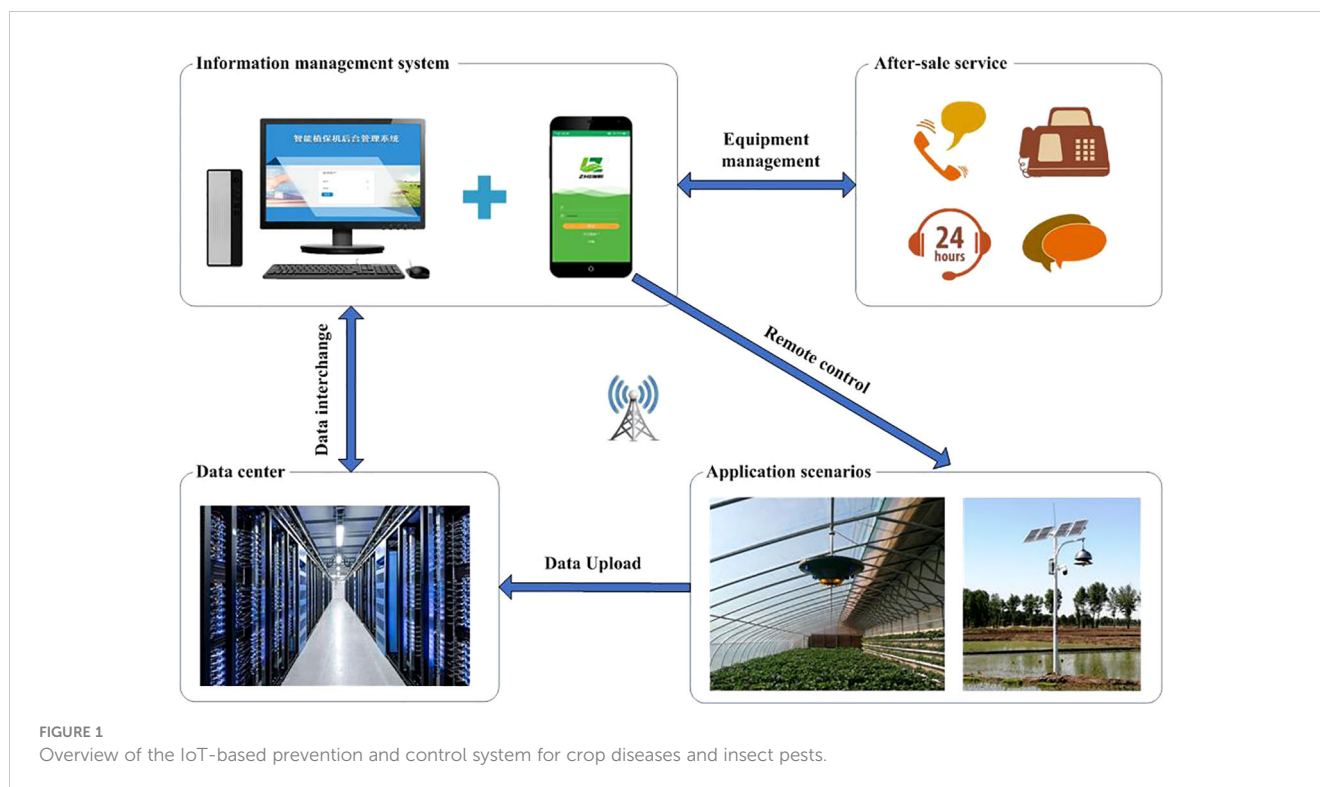 Information management system
After-sale service
智能植保机后台管理系统
Equipment
management
24
hours
Data interchange
Remote control
Data center
Application scenarios
Data Upload
FIGURE 1
Overview of the IoT-based prevention and control system for crop diseases and insect pests.